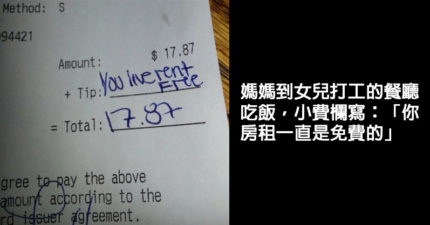 Method: S
94421
Amount: $ 17.87
+ Tip: You live rent Free
= Total: 17.87
gree to pay the above
amount according to the
rd issuer agreement.
媽媽到女兒打工的餐廳
吃飯，小費欄寫：「你
房租一直是免費的」